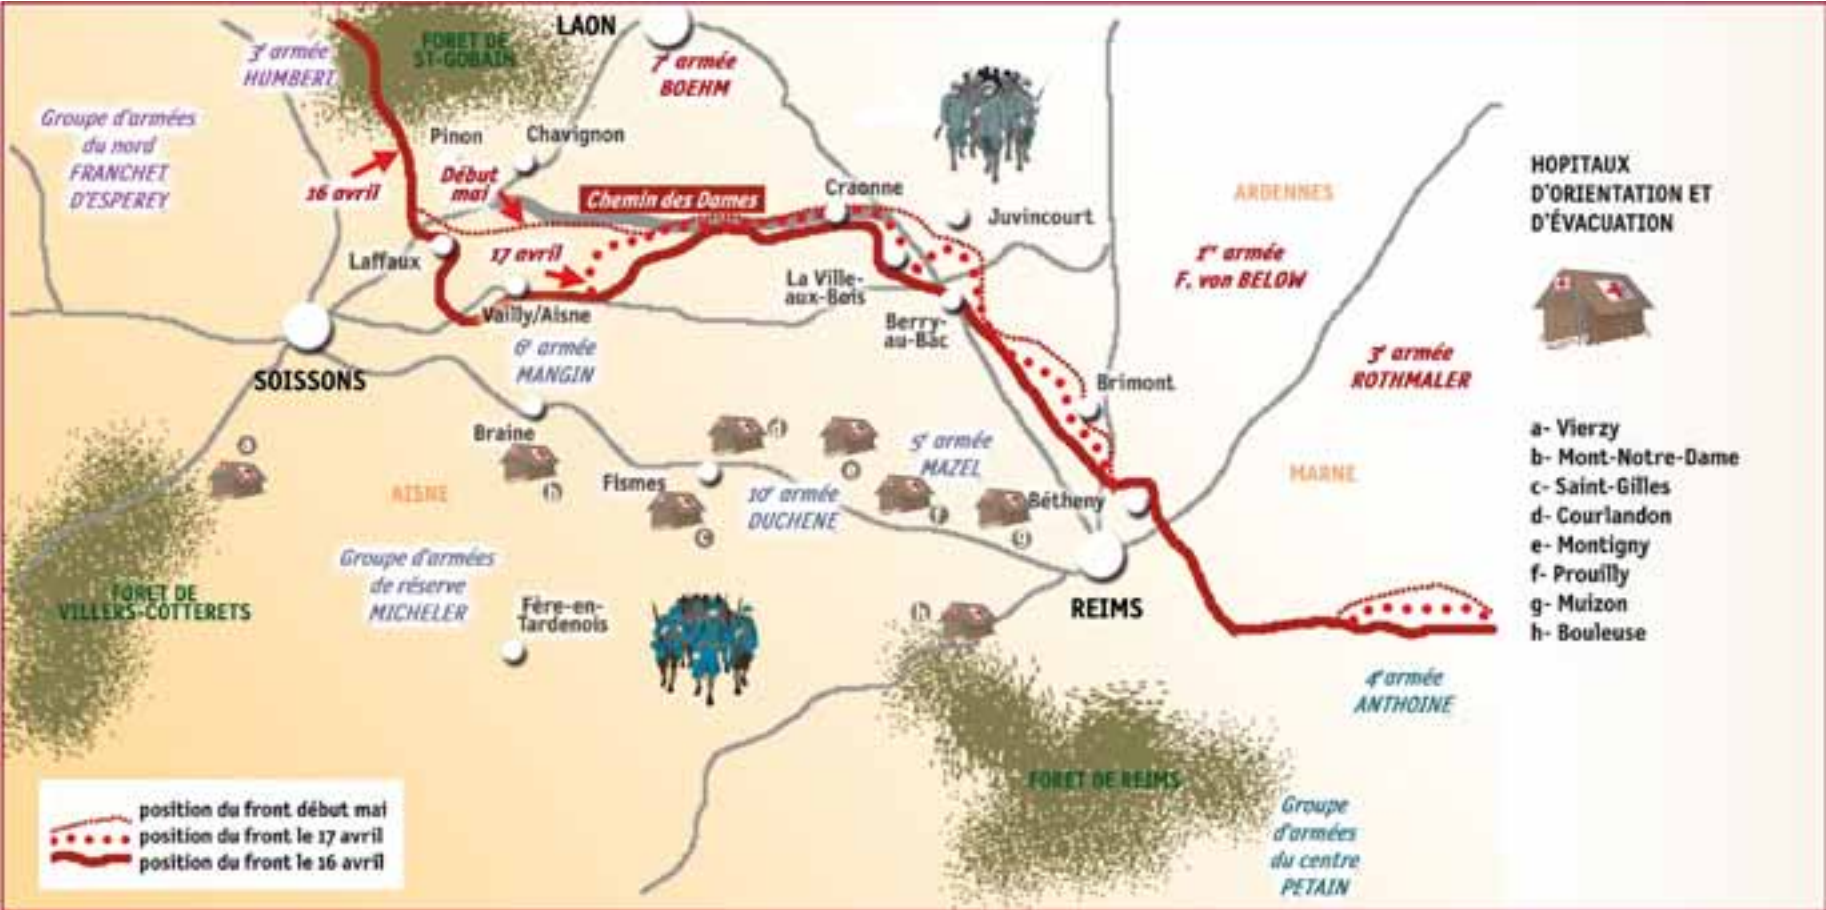 LAON
FORET DE
ST-GOBAIN
3e armée
HUMBERT
7e armée
BOEHM
Groupe d'armées
du nord
FRANCHET
D'ESPEREY
Pinon
Chavignon
16 avril
Début
mai
Chemin des Dames
Craonne
Juvincourt
ARDENNES
1re armée
F. von BELOW
Laffaux
17 avril
La Ville-
aux-Bois
Vailly/Aisne
Berry-
au-Bac
6e armée
MANGIN
3e armée
ROTHMALER
SOISSONS
Brimont
Braine
Fismes
5e armée
MAZEL
MARNE
a
b
c
d
e
f
g
h
AISNE
10e armée
DUCHENE
Bétheny
Groupe d'armées
de réserve
MICHELER
FORET DE
VILLERS-COTTERETS
Fère-en-
Tardenois
REIMS
4e armée
ANTHOINE
FORET DE REIMS
Groupe
d'armées
du centre
PETAIN
position du front début mai
position du front le 17 avril
position du front le 16 avril
HOPITAUX
D'ORIENTATION ET
D'ÉVACUATION
a- Vierzy
b- Mont-Notre-Dame
c- Saint-Gilles
d- Courlandon
e- Montigny
f- Prouilly
g- Muizon
h- Bouleuse